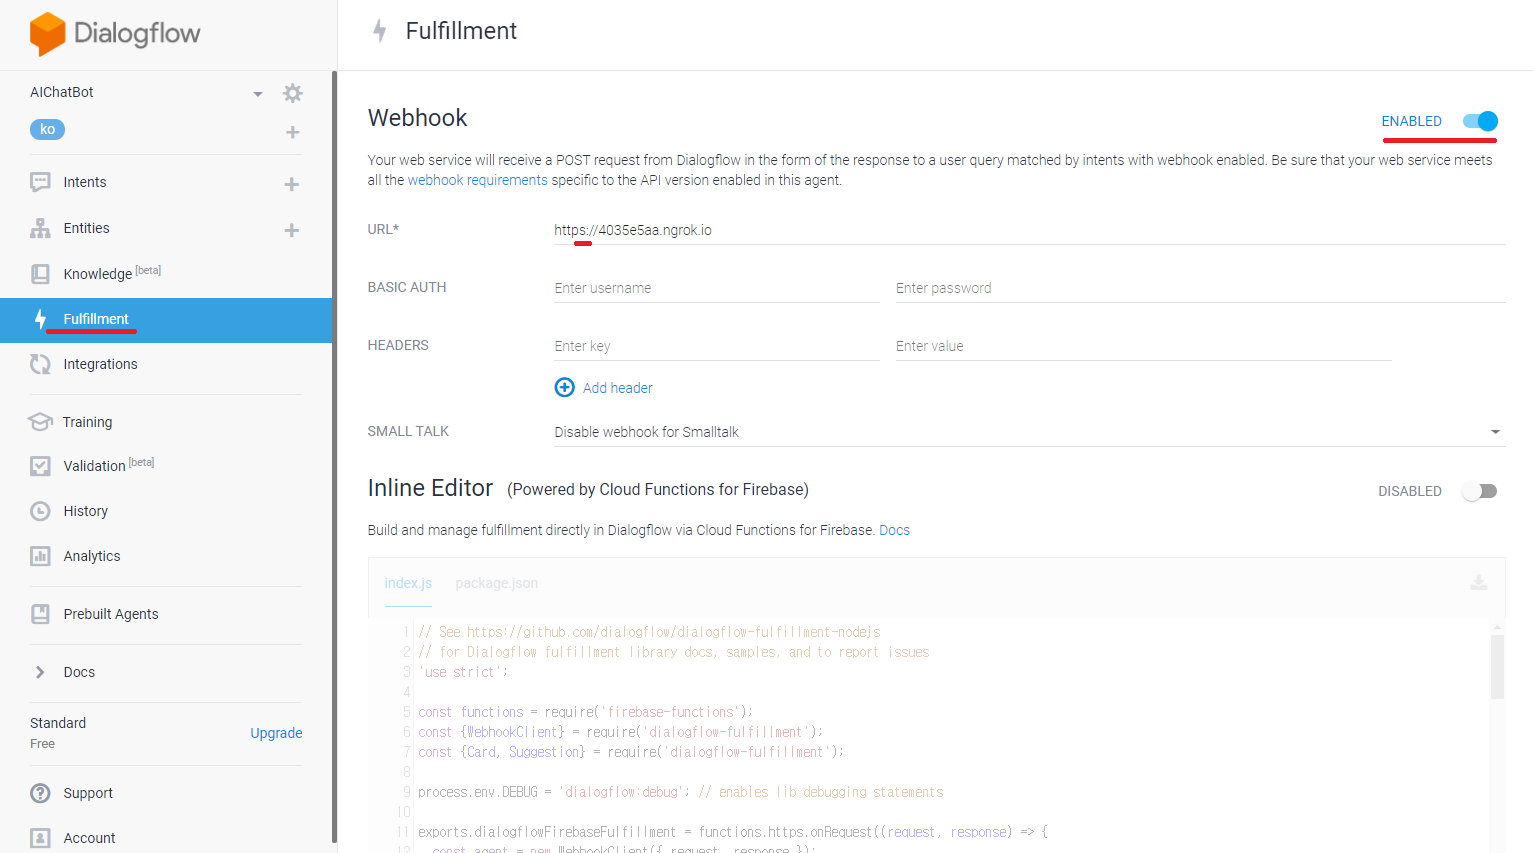 Dialogflow
Fulfillment
AIChatBot
ko
Intents
Entities
Knowledge [beta]
Fulfillment
Integrations
Training
Validation [beta]
History
Analytics
Prebuilt Agents
Docs
Standard
Free
Upgrade
Support
Account
Webhook
ENABLED
Your web service will receive a POST request from Dialogflow in the form of the response to a user query matched by intents with webhook enabled. Be sure that your web service meets
all the webhook requirements specific to the API version enabled in this agent.
URL*
https://4035e5aa.ngrok.io
BASIC AUTH
Enter username
Enter password
HEADERS
Enter key
Enter value
Add header
SMALL TALK
Disable webhook for Smalltalk
Inline Editor (Powered by Cloud Functions for Firebase)
DISABLED
Build and manage fulfillment directly in Dialogflow via Cloud Functions for Firebase. Docs
index.js
package.json
1 // See https://github.com/dialogflow/dialogflow-fulfillment-nodejs
2 // for Dialogflow fulfillment library docs, samples, and to report issues
3 'use strict';
4
5 const functions = require('firebase-functions');
6 const {WebhookClient} = require('dialogflow-fulfillment');
7 const {Card, Suggestion} = require('dialogflow-fulfillment');
8
9 process.env.DEBUG = 'dialogflow:debug'; // enables lib debugging statements
10
11 exports.dialogflowFirebaseFulfillment = functions.https.onRequest((request, response) => {
12 const agent = new WebhookClient({ request, response });